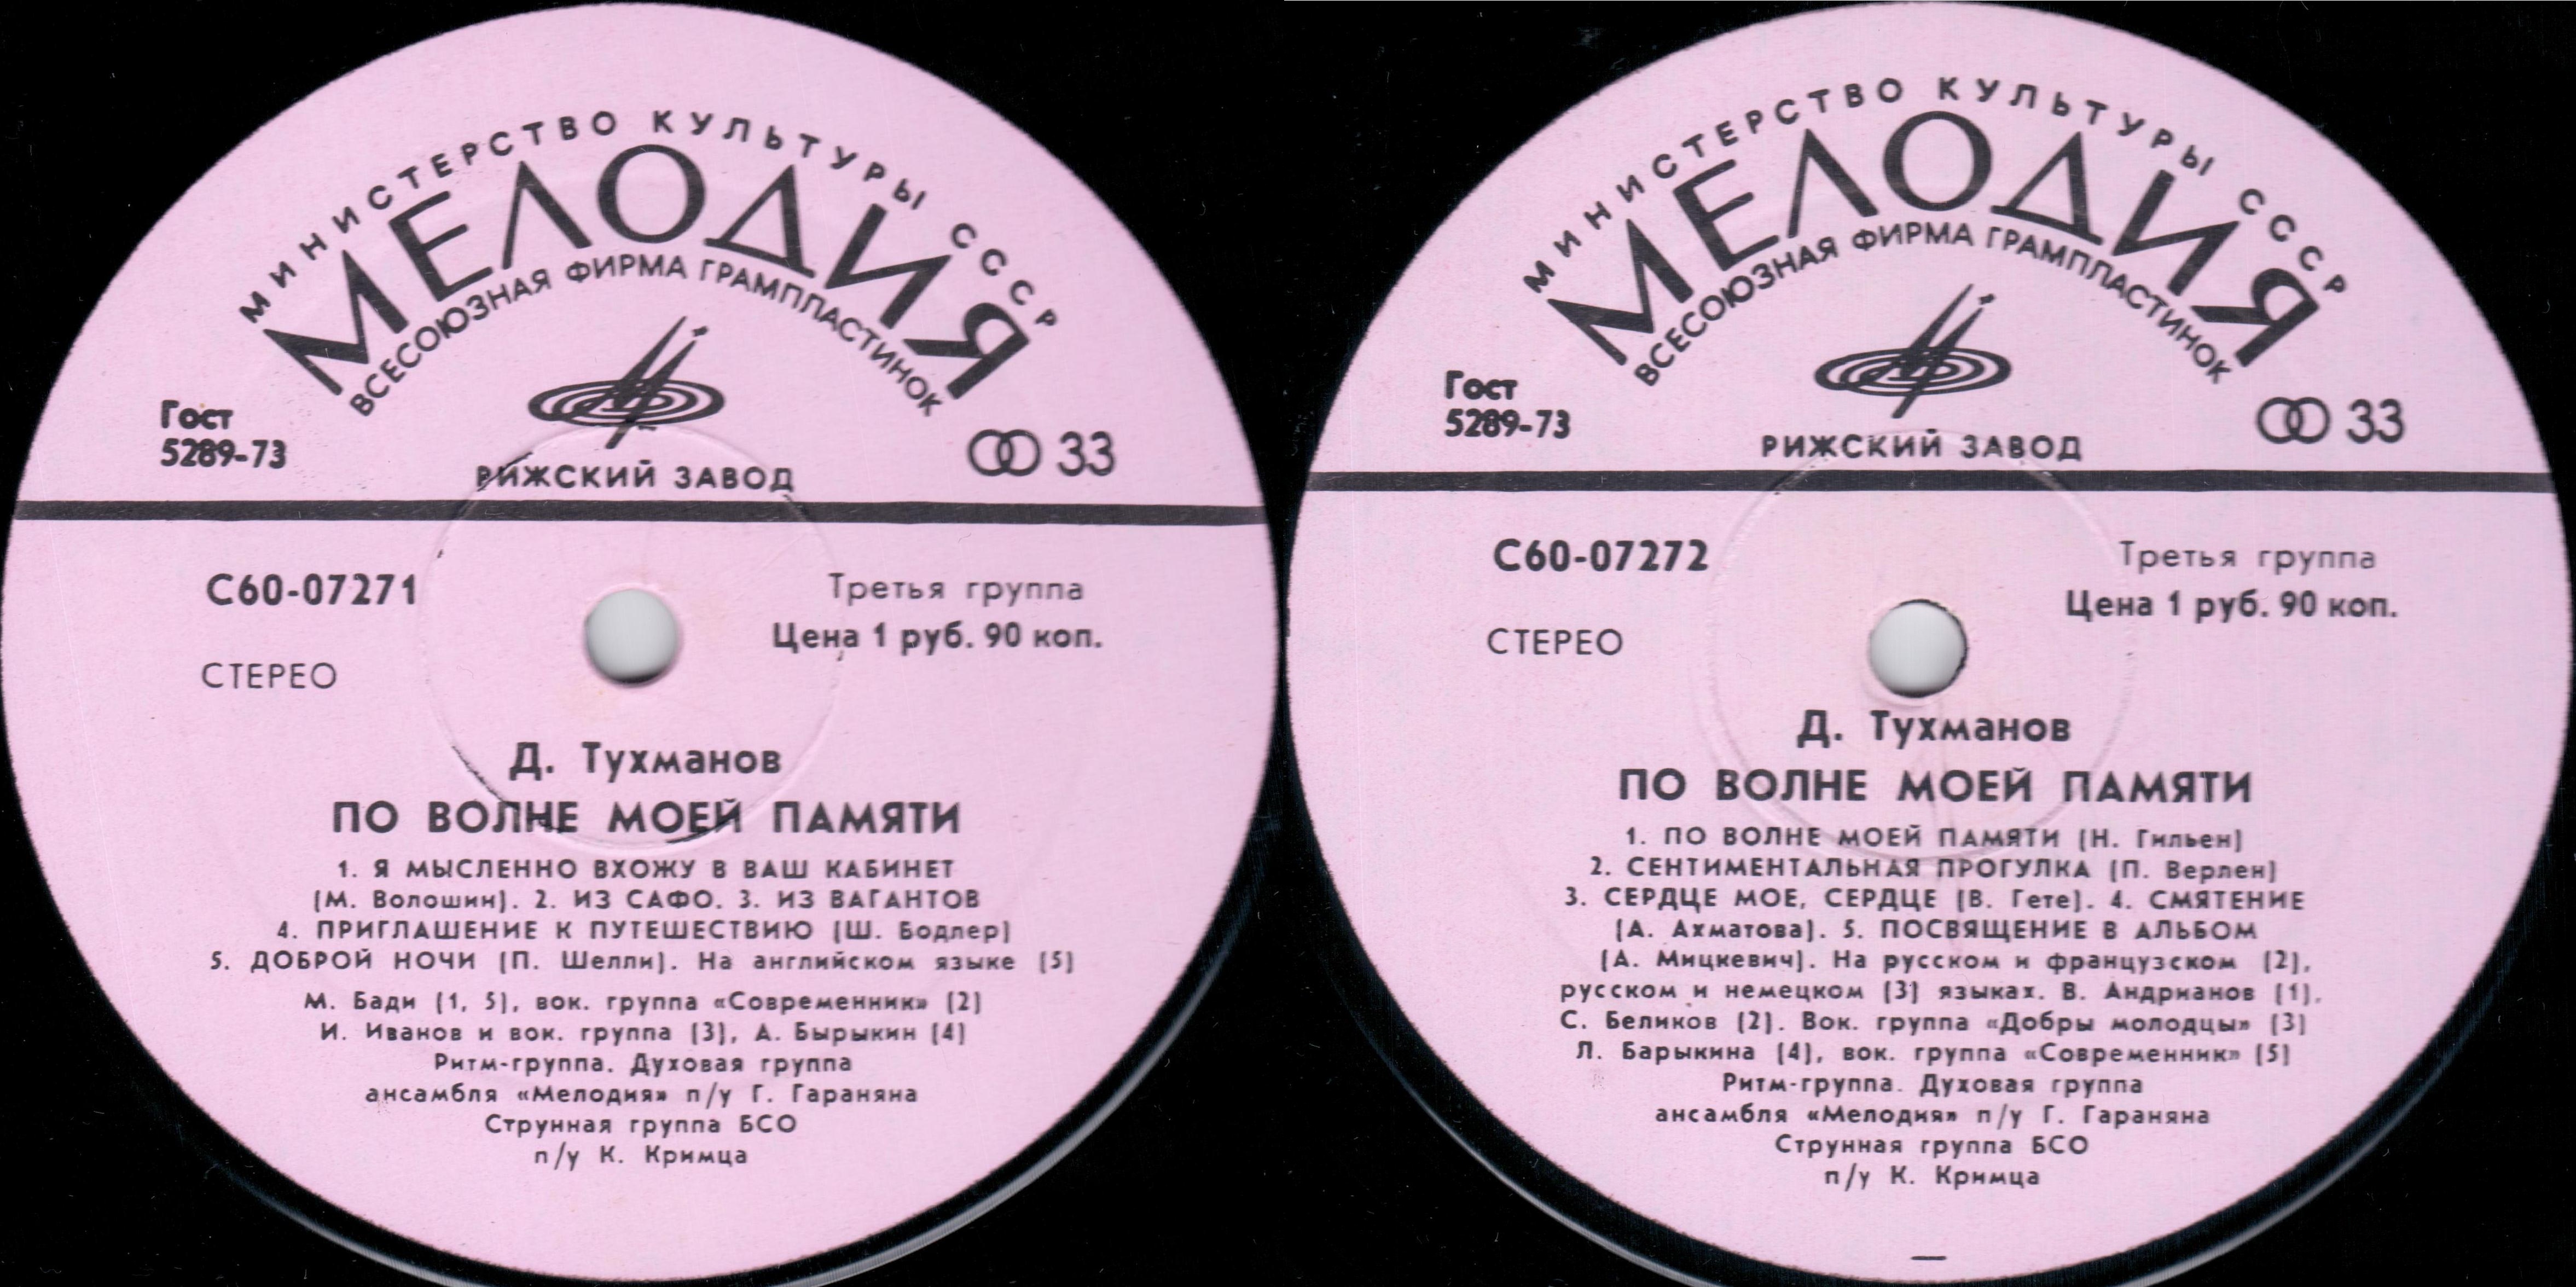 МИНИСТЕРСТВО КУЛЬТУРЫ СССР
МЕЛОДИЯ
ВСЕСОЮЗНАЯ ФИРМА ГРАМПЛАСТИНОК
Гост
5289-73
33
РИЖСКИЙ ЗАВОД
С60-07271
Третья группа
Цена 1 руб. 90 коп.
СТЕРЕО
Д. Тухманов
ПО ВОЛНЕ МОЕЙ ПАМЯТИ
1. Я МЫСЛЕННО ВХОЖУ В ВАШ КАБИНЕТ
(М. Волошин). 2. ИЗ САФО. 3. ИЗ ВАГАНТОВ
4. ПРИГЛАШЕНИЕ К ПУТЕШЕСТВИЮ (Ш. Бодлер)
5. ДОБРОЙ НОЧИ (П. Шелли). На английском языке (5)
М. Бади (1, 5), вок. группа «Современник» (2)
И. Иванов и вок. группа (3), А. Бырыкин (4)
Ритм-группа. Духовая группа
ансамбля «Мелодия» п/у Г. Гараняна
Струнная группа БСО
п/у К. Кримца
МИНИСТЕРСТВО КУЛЬТУРЫ СССР
МЕЛОДИЯ
ВСЕСОЮЗНАЯ ФИРМА ГРАМПЛАСТИНОК
Гост
5289-73
33
РИЖСКИЙ ЗАВОД
С60-07272
Третья группа
Цена 1 руб. 90 коп.
СТЕРЕО
Д. Тухманов
ПО ВОЛНЕ МОЕЙ ПАМЯТИ
1. ПО ВОЛНЕ МОЕЙ ПАМЯТИ (Н. Гильен)
2. СЕНТИМЕНТАЛЬНАЯ ПРОГУЛКА (П. Верлен)
3. СЕРДЦЕ МОЕ, СЕРДЦЕ (В. Гете). 4. СМЯТЕНИЕ
(А. Ахматова). 5. ПОСВЯЩЕНИЕ В АЛЬБОМ
(А. Мицкевич). На русском и французском (2),
русском и немецком (3) языках. В. Андрианов (1),
С. Беликов (2). Вок. группа «Добры молодцы» (3)
Л. Барыкина (4), вок. группа «Современник» (5)
Ритм-группа. Духовая группа
ансамбля «Мелодия» п/у Г. Гараняна
Струнная группа БСО
п/у К. Кримца